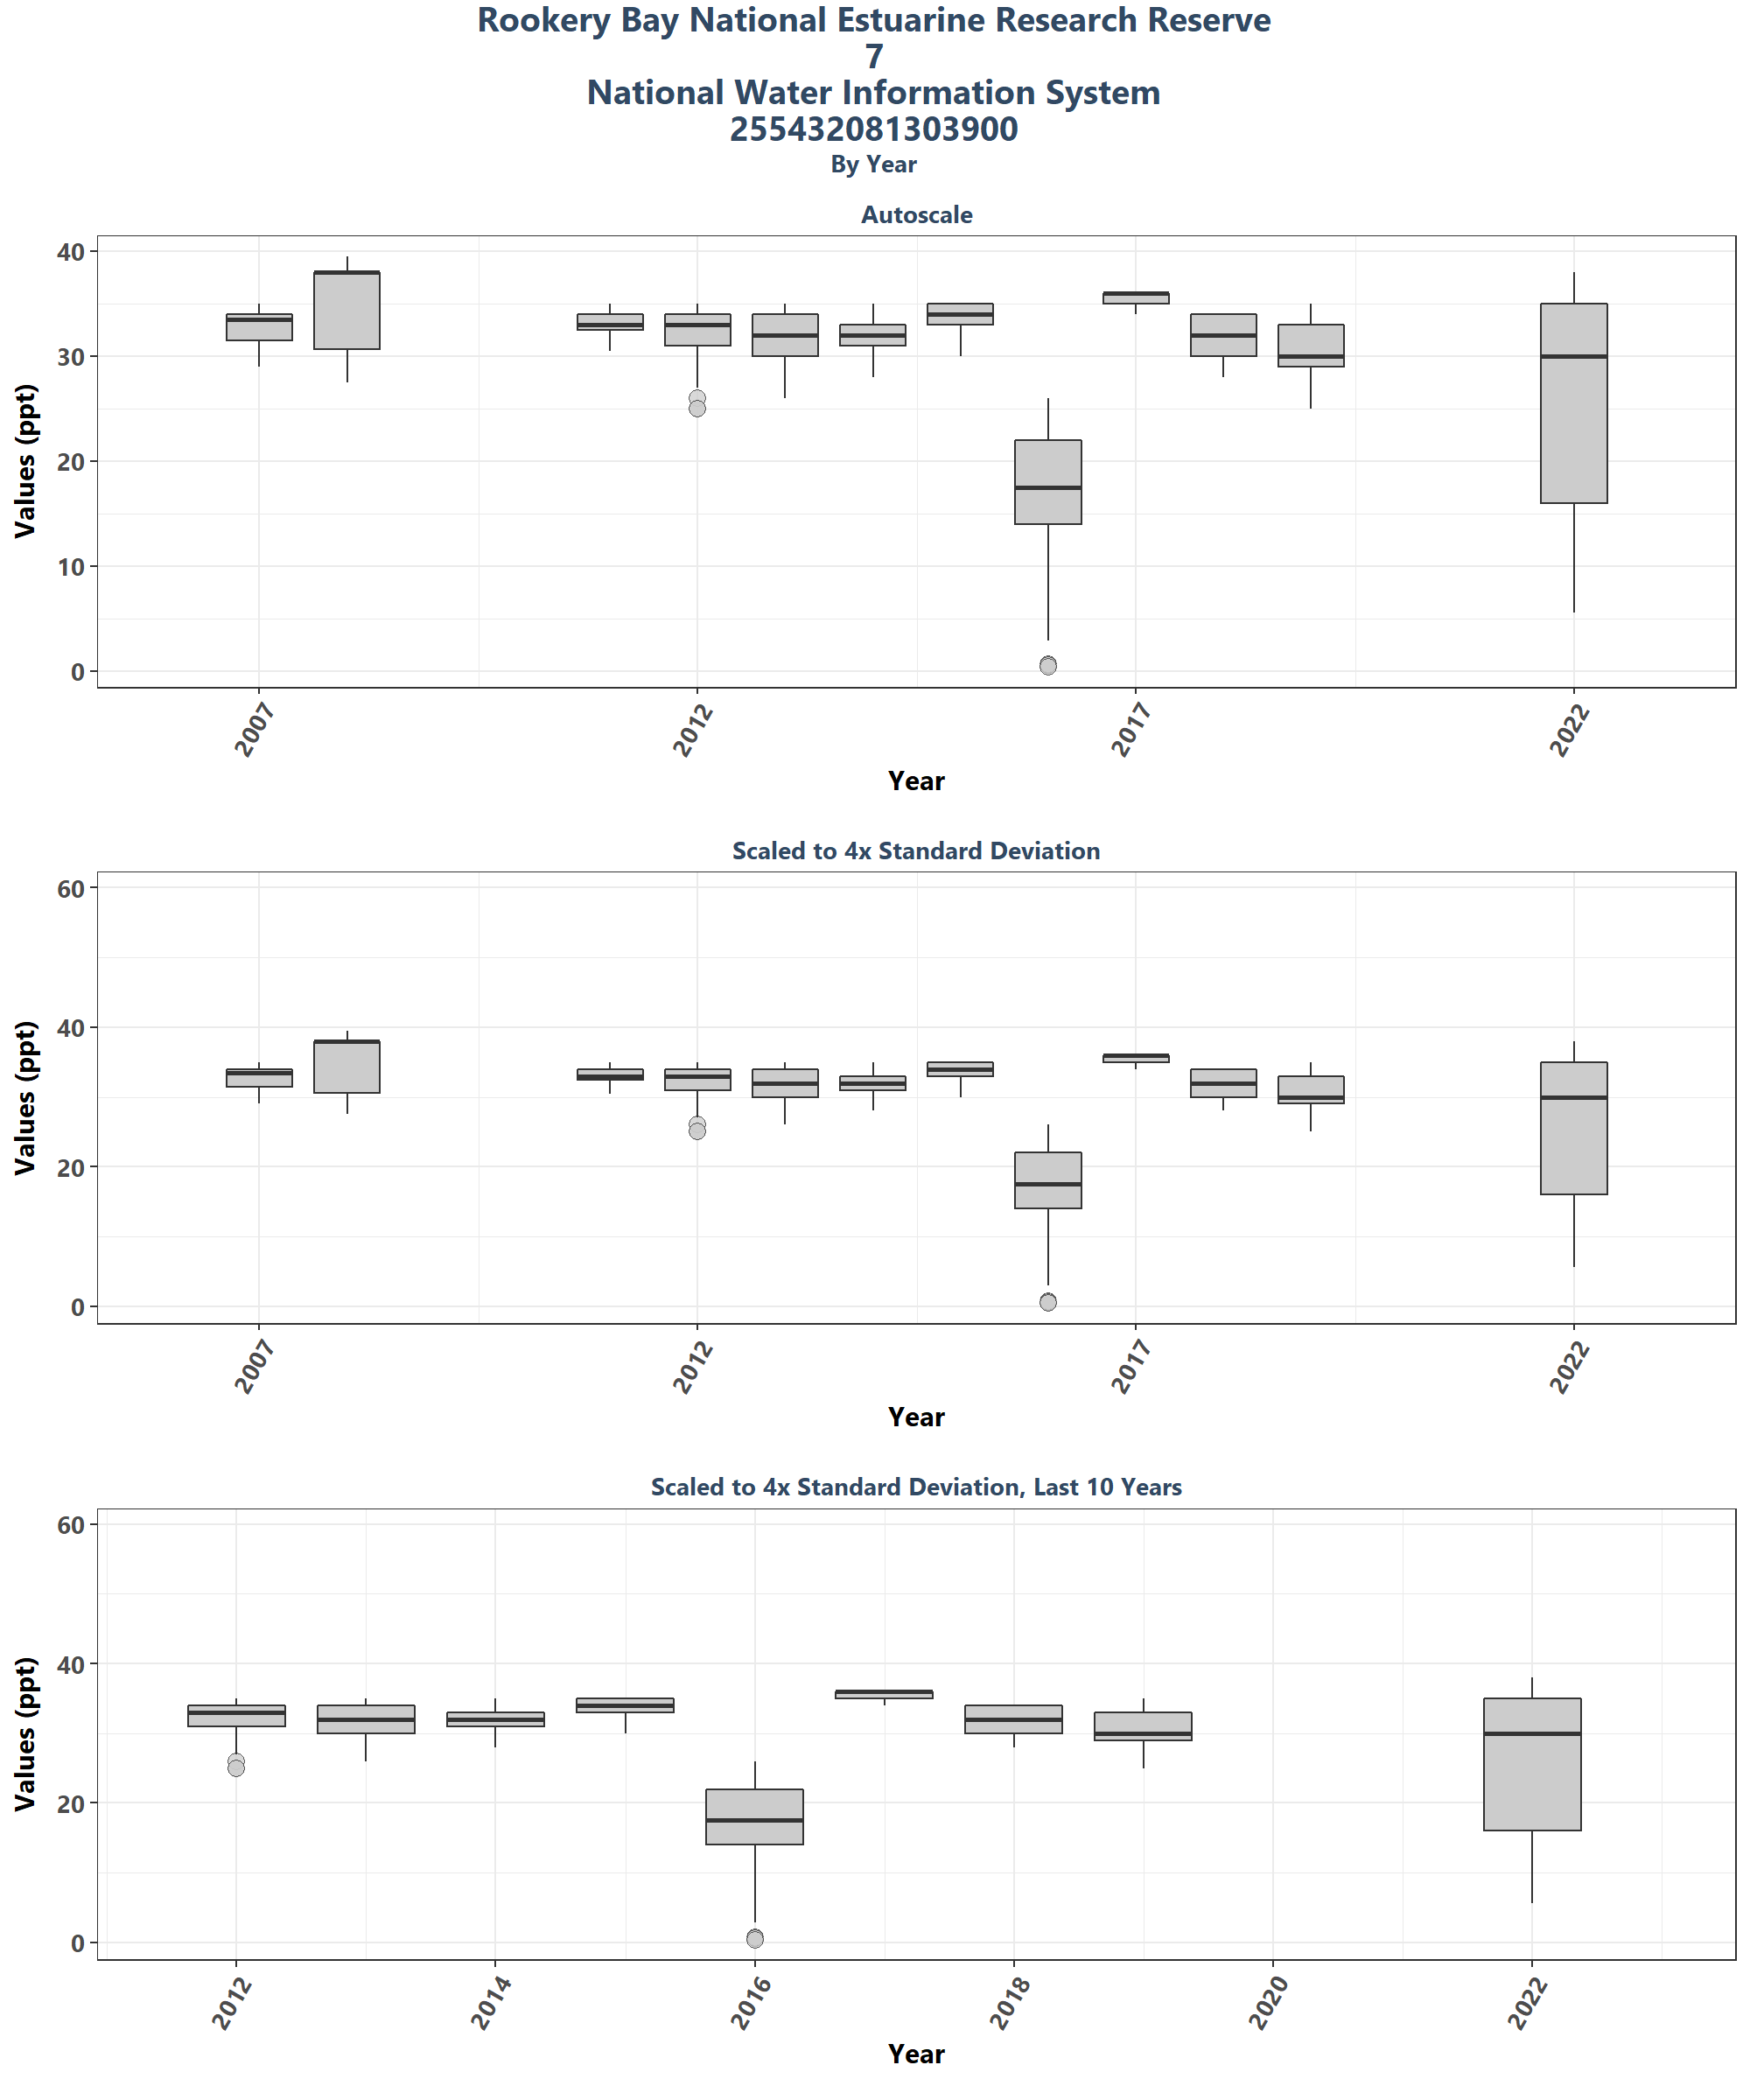 Rookery Bay National Estuarine Research Reserve
7
National Water Information System
255432081303900
By Year
Autoscale
Values (ppt)
40
30
20
10
0
2007
2012
2017
2022
Year
Scaled to 4x Standard Deviation
Values (ppt)
60
40
20
0
2007
2012
2017
2022
Year
Scaled to 4x Standard Deviation, Last 10 Years
Values (ppt)
60
40
20
0
2012
2014
2016
2018
2020
2022
Year